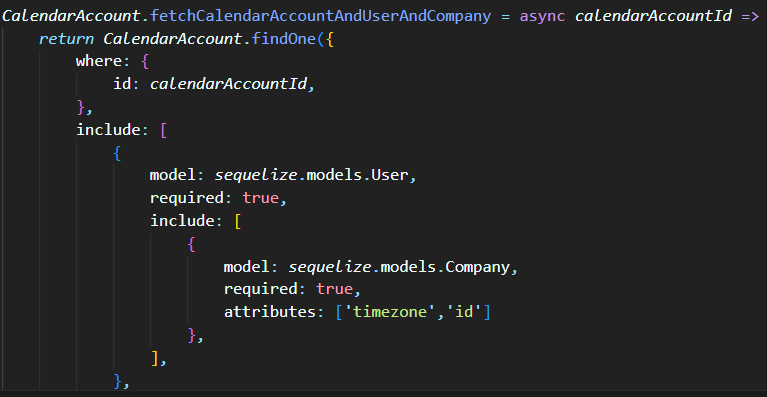 CalendarAccount.fetchCalendarAccountAndUserAndCompany = async calendarAccountId =>
    return CalendarAccount.findOne({
        where: {
            id: calendarAccountId,
        },
        include: [
            {
                model: sequelize.models.User,
                required: true,
                include: [
                    {
                        model: sequelize.models.Company,
                        required: true,
                        attributes: ['timezone','id']
                    },
                ],
            },